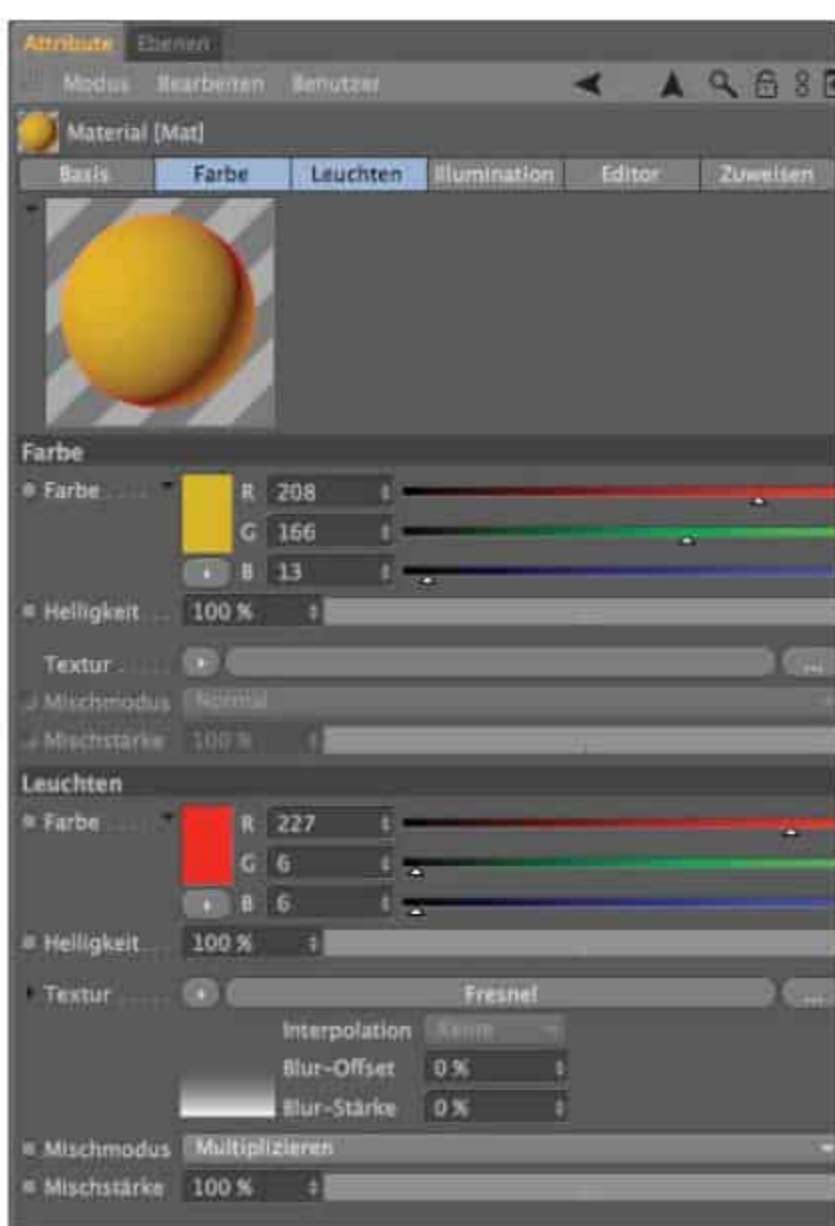 Attribute Ebenen
Modus Bearbeiten Benutzer
Material [Mat]
Basis Farbe Leuchten Illumination Editor Zuweisen
Farbe
Farbe ..... R 208
G 166
B 13
Helligkeit ... 100 %
Textur ..... ...
Mischmodus Normal
Mischstärke 100 %
Leuchten
Farbe ..... R 227
G 6
B 6
Helligkeit ... 100 %
Textur ..... Fresnel ...
Interpolation Keine
Blur-Offset 0 %
Blur-Stärke 0 %
Mischmodus Multiplizieren
Mischstärke 100 %